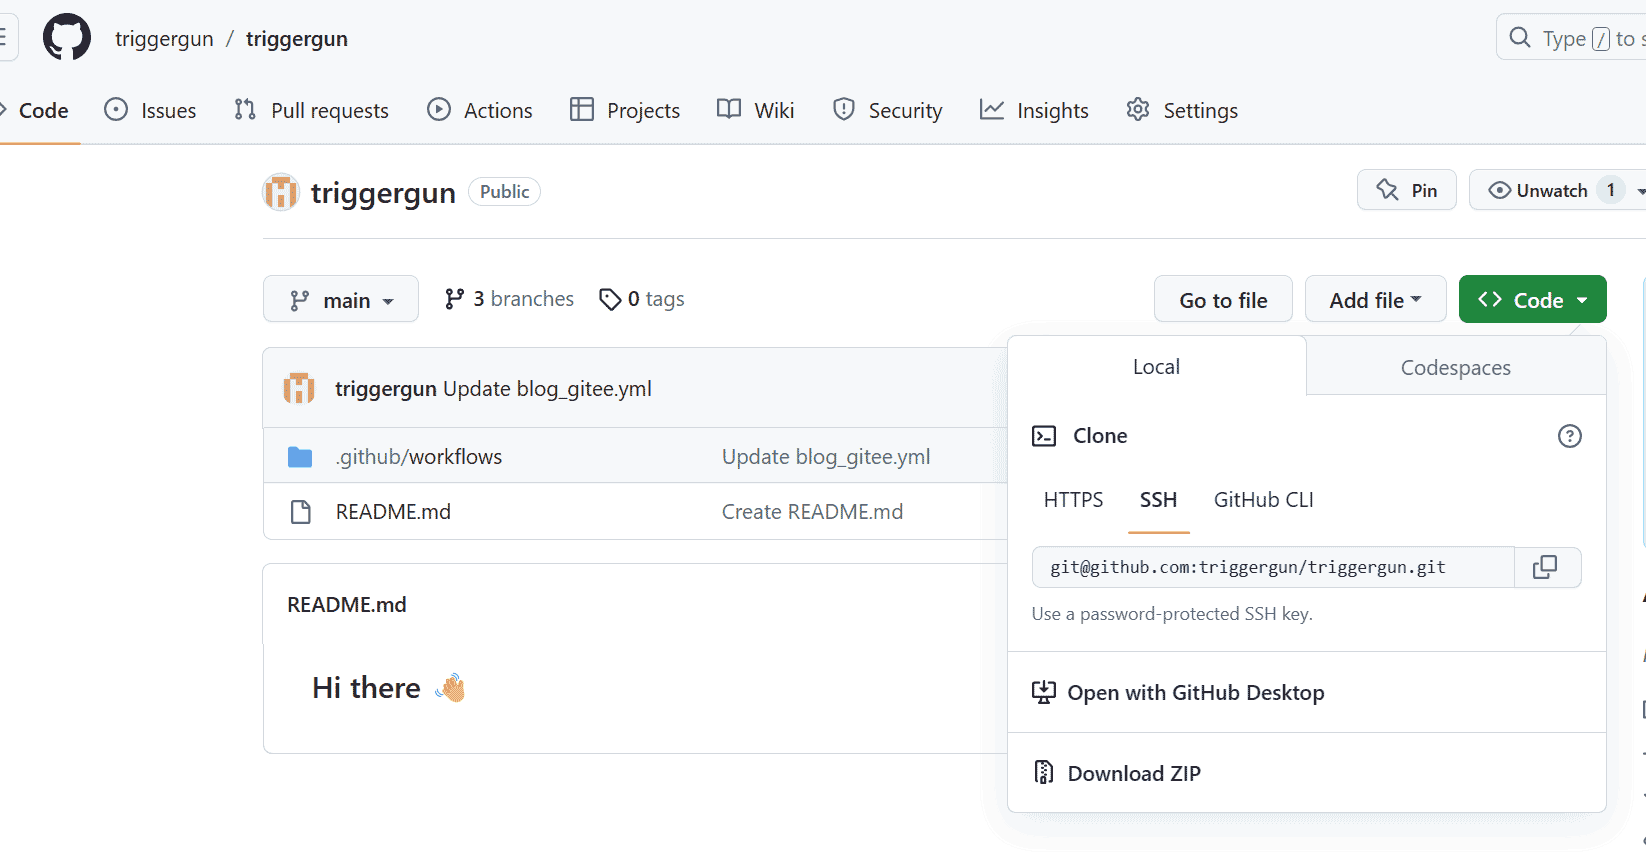 triggergun / triggergun
Type / to s
Code Issues Pull requests Actions Projects Wiki Security Insights Settings
triggergun Public
Pin Unwatch 1
main 3 branches 0 tags
Go to file Add file Code
triggergun Update blog_gitee.yml
.github/workflows Update blog_gitee.yml
README.md Create README.md
README.md
Hi there 👋
Local Codespaces
Clone
HTTPS SSH GitHub CLI
git@github.com:triggergun/triggergun.git
Use a password-protected SSH key.
Open with GitHub Desktop
Download ZIP